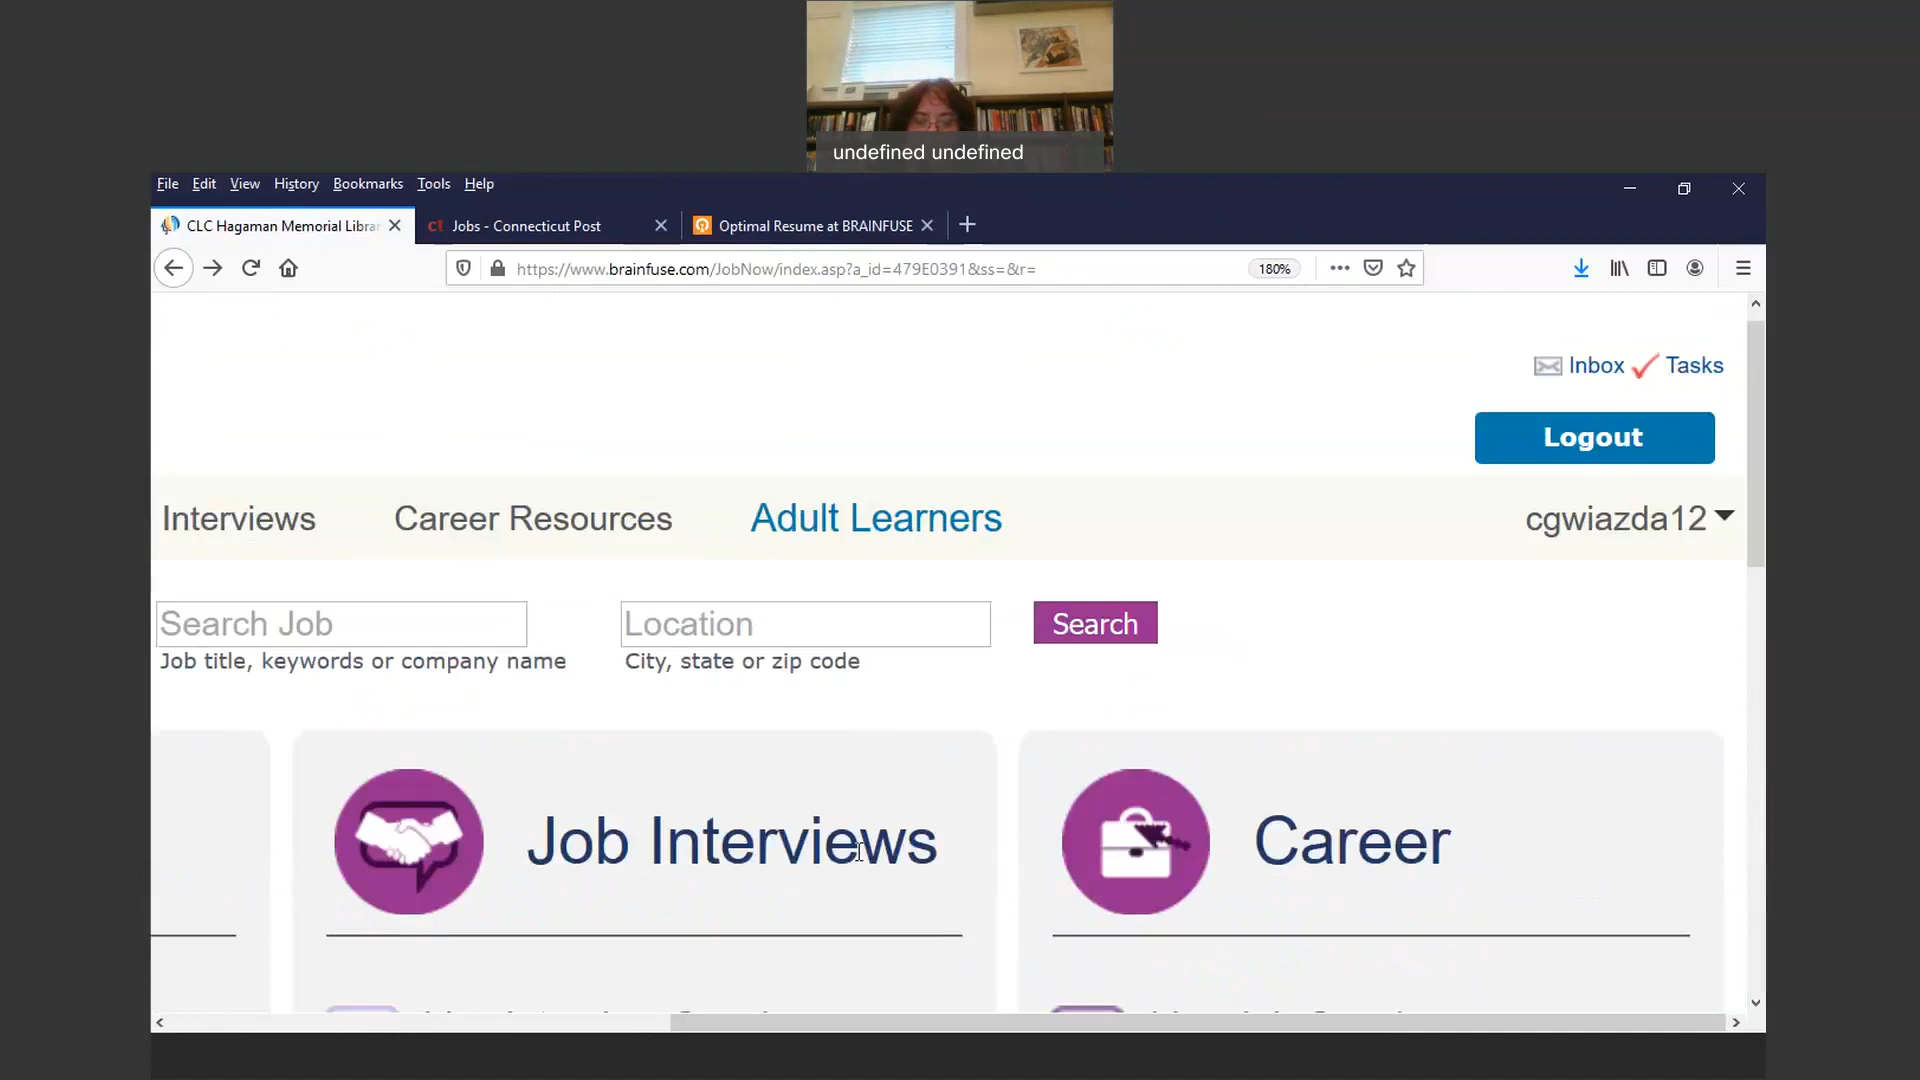 undefined undefined
File Edit View History Bookmarks Tools Help
CLC Hagaman Memorial Librar
ct Jobs - Connecticut Post
Optimal Resume at BRAINFUSE
https://www.brainfuse.com/JobNow/index.asp?a_id=479E0391&ss=&r=
180%
Inbox Tasks
Logout
Interviews Career Resources Adult Learners cgwiazda12
Search Job Location Search
Job title, keywords or company name City, state or zip code
Job Interviews Career